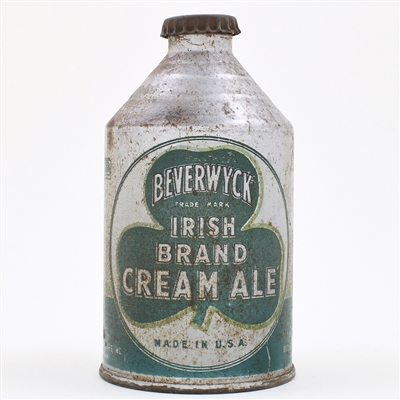 BEVERWYCK
TRADE MARK
IRISH
BRAND
CREAM ALE
MADE IN U.S.A.